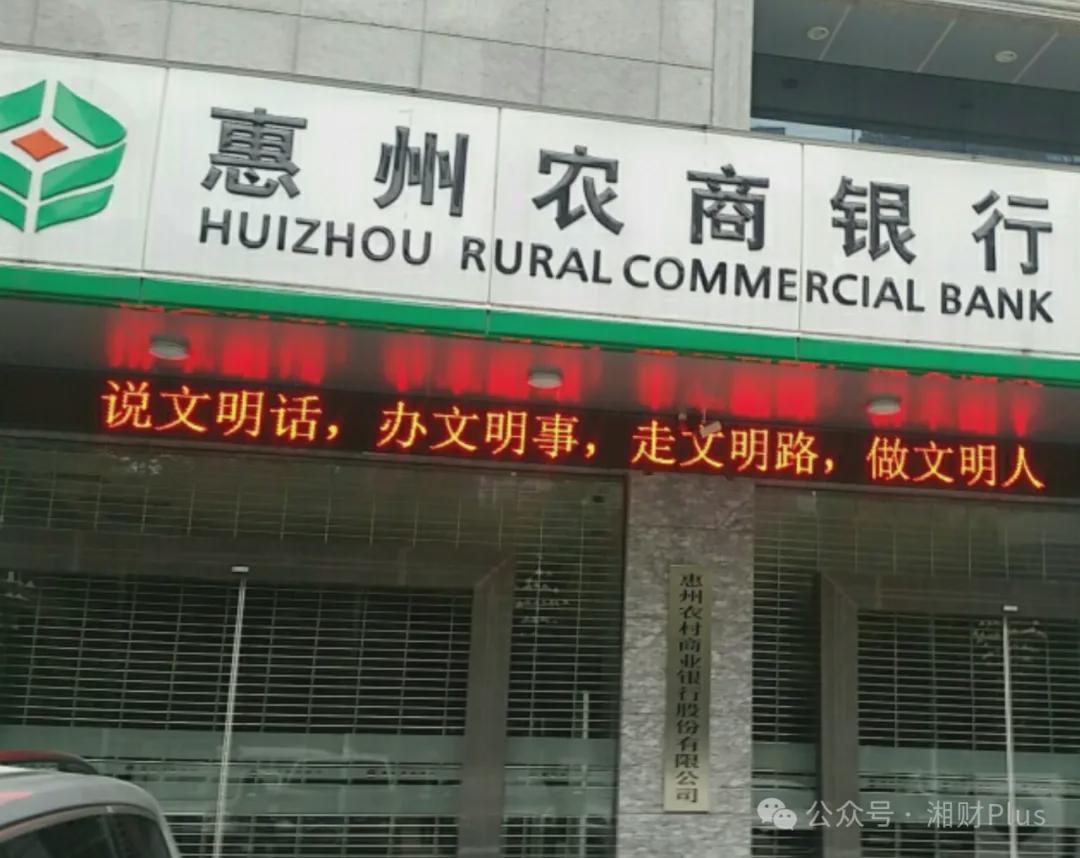 惠州农商银行
HUIZHOU RURAL COMMERCIAL BANK
说文明话，办文明事，走文明路，做文明人
惠州农村商业银行股份有限公司
公众号·湘财Plus